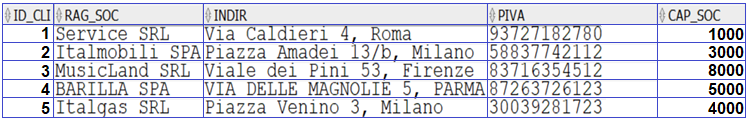 ID_CLI RAG_SOC INDIR PIVA CAP_SOC
1 Service SRL Via Caldieri 4, Roma 93727182780 1000
2 Italmobili SPA Piazza Amadei 13/b, Milano 58837742112 3000
3 MusicLand SRL Viale dei Pini 53, Firenze 83716354512 8000
4 BARILLA SPA VIA DELLE MAGNOLIE 5, PARMA 87263726123 5000
5 Italgas SRL Piazza Venino 3, Milano 30039281723 4000